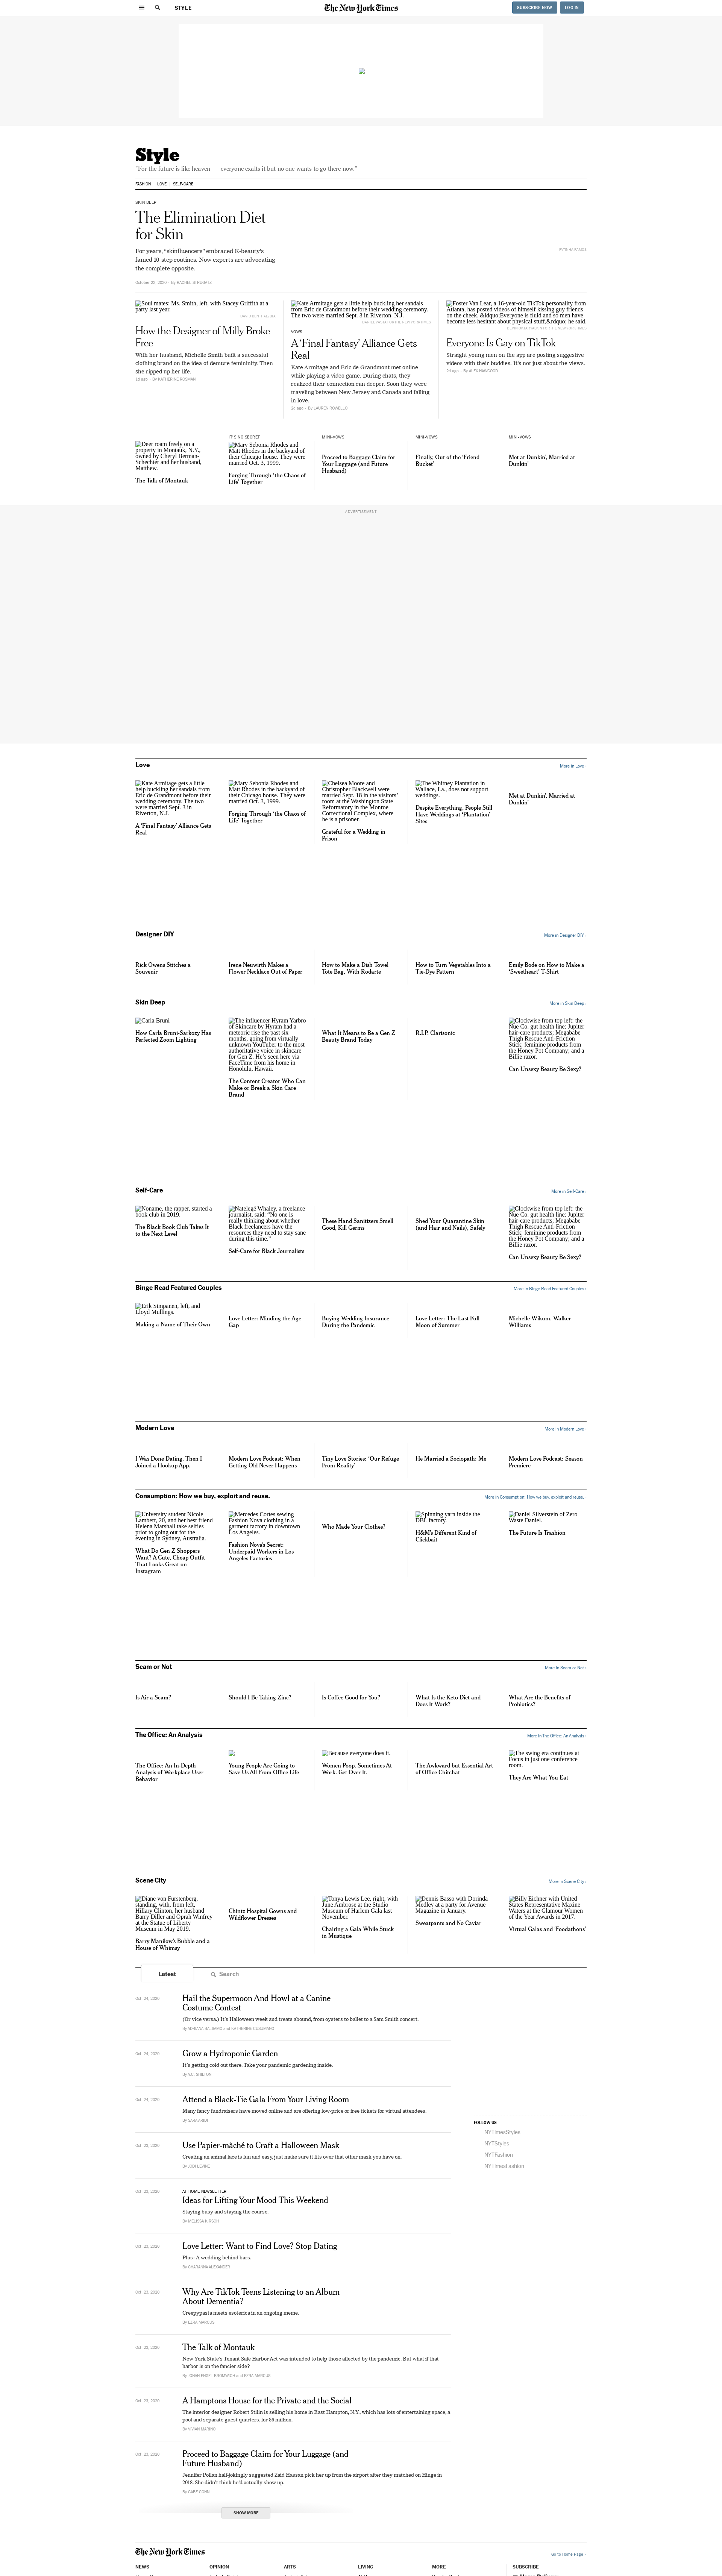 STYLE
The New York Times
SUBSCRIBE NOW
LOG IN
Style
"For the future is like heaven — everyone exalts it but no one wants to go there now."
FASHION
LOVE
SELF-CARE
SKIN DEEP
The Elimination Diet
for Skin
For years, "skinfluencers" embraced K-beauty's
famed 10-step routines. Now experts are advocating
the complete opposite.
October 22, 2020 • By RACHEL STRUGATZ
Soul mates: Ms. Smith, left, with Stacey Griffith at a
party last year.
How the Designer of Milly Broke
Free
With her husband, Michelle Smith built a successful
clothing brand on the idea of demure femininity. Then
she ripped up her life.
By KATHERINE ROSMAN
Kate Armitage gets a little help buckling her sandals
from Eric de Grandmont before their wedding ceremony.
The two were married Sept. 3 in Riverton, N.J.
VOWS
A 'Final Fantasy' Alliance Gets
Real
Kate Armitage and Eric de Grandmont met online
while playing a video game. During chats, they
realized their connection ran deeper. Soon they were
traveling between New Jersey and Canada and falling
in love.
2d ago • By LAUREN ROWELLO
Foster Van Lear, a 16-year-old TikTok personality from
Atlanta, has posted videos of himself kissing guy friends
on the cheek. &ldquo;Everyone is fluid and so men have
become less hesitant about physical stuff,&rdquo; he said.
Everyone Is Gay on TikTok
Straight young men on the app are posting suggestive
videos with their buddies. It's not just about the views.
2d ago • By ALEX HAWGOOD
Deer roam freely on a
property in Montauk, N.Y.,
owned by Cheryl Berman-
Schechter and her husband,
Matthew.
The Talk of Montauk
IT'S NO SECRET
Mary Sebonia Rhodes and
Matt Rhodes in the backyard of
their Chicago house. They were
married Oct. 3, 1999.
Forging Through 'the Chaos of
Life' Together
MINI-VOWS
Proceed to Baggage Claim for
Your Luggage (and Future
Husband)
MINI-VOWS
Finally, Out of the 'Friend
Bucket'
MINI-VOWS
Met at Dunkin', Married at
Dunkin'
ADVERTISEMENT
Love
More in Love ›
Kate Armitage gets a little
help buckling her sandals
from Eric de Grandmont before
their wedding ceremony. The
two were married Sept. 3 in
Riverton, N.J.
A 'Final Fantasy' Alliance Gets
Real
Mary Sebonia Rhodes and
Matt Rhodes in the backyard of
their Chicago house. They were
married Oct. 3, 1999.
Forging Through 'the Chaos of
Life' Together
Chelsea Moore and
Christopher Blackwell were
married Sept. 18 in the visitors'
room at the Washington State
Reformatory in the Monroe
Correctional Complex, where
he is a prisoner.
Grateful for a Wedding in
Prison
The Whitney Plantation in
Wallace, La., does not support
weddings.
Despite Everything, People Still
Have Weddings at 'Plantation'
Sites
Met at Dunkin', Married at
Dunkin'
Designer DIY
More in Designer DIY ›
Rick Owens Stitches a
Souvenir
Irene Neuwirth Makes a
Flower Necklace Out of Paper
How to Make a Dish Towel
Tote Bag, With Rodarte
How to Turn Vegetables Into a
Tie-Dye Pattern
Emily Bode on How to Make a
'Sweetheart' T-Shirt
Skin Deep
More in Skin Deep ›
Carla Bruni
How Carla Bruni-Sarkozy Has
Perfected Zoom Lighting
The influencer Hyram Yarbro
of Skincare by Hyram had a
meteoric rise the past six
months, going from virtually
unknown YouTuber to the most
authoritative voice in skincare
for Gen Z. He's seen here via
FaceTime from his home in
Honolulu, Hawaii.
The Content Creator Who Can
Make or Break a Skin Care
Brand
What It Means to Be a Gen Z
Beauty Brand Today
R.I.P. Clarisonic
Clockwise from top left: the
Nue Co. gut health line; Jupiter
hair-care products; Megababe
Thigh Rescue Anti-Friction
Stick; feminine products from
the Honey Pot Company; and a
Billie razor.
Can Unsexy Beauty Be Sexy?
Self-Care
More in Self-Care ›
Noname, the rapper, started a
book club in 2019.
The Black Book Club Takes It
to the Next Level
Natelegé Whaley, a freelance
journalist, said: "No one is
really thinking about whether
Black freelancers have the
resources they need to stay sane
during this time."
Self-Care for Black Journalists
These Hand Sanitizers Smell
Good, Kill Germs
Shed Your Quarantine Skin
(and Hair and Nails), Safely
Clockwise from top left: the
Nue Co. gut health line; Jupiter
hair-care products; Megababe
Thigh Rescue Anti-Friction
Stick; feminine products from
the Honey Pot Company; and a
Billie razor.
Can Unsexy Beauty Be Sexy?
Binge Read Featured Couples
More in Binge Read Featured Couples ›
Erik Simpanen, left, and
Lloyd Mullings.
Making a Name of Their Own
Love Letter: Minding the Age
Gap
Buying Wedding Insurance
During the Pandemic
Love Letter: The Last Full
Moon of Summer
Michelle Wikum, Walker
Williams
Modern Love
More in Modern Love ›
I Was Done Dating. Then I
Joined a Hookup App.
Modern Love Podcast: When
Getting Old Never Happens
Tiny Love Stories: 'Our Refuge
From Reality'
He Married a Sociopath: Me
Modern Love Podcast: Season
Premiere
Consumption: How we buy, exploit and reuse.
More in Consumption: How we buy, exploit and reuse. ›
University student Nicole
Lambert, 20, and her best friend
Helena Marshall take selfies
prior to going out for the
evening in Sydney, Australia.
What Do Gen Z Shoppers
Want? A Cute, Cheap Outfit
That Looks Great on
Instagram
Mercedes Cortes sewing
Fashion Nova clothing in a
garment factory in downtown
Los Angeles.
Fashion Nova's Secret:
Underpaid Workers in Los
Angeles Factories
Who Made Your Clothes?
Spinning yarn inside the
DBL factory.
H&M's Different Kind of
Clickbait
Daniel Silverstein of Zero
Waste Daniel.
The Future Is Trashion
Scam or Not
More in Scam or Not ›
Is Air a Scam?
Should I Be Taking Zinc?
Is Coffee Good for You?
What Is the Keto Diet and
Does It Work?
What Are the Benefits of
Probiotics?
The Office: An Analysis
More in The Office: An Analysis ›
The Office: An In-Depth
Analysis of Workplace User
Behavior
Young People Are Going to
Save Us All From Office Life
Because everyone does it.
Women Poop. Sometimes At
Work. Get Over It.
The Awkward but Essential Art
of Office Chitchat
The swing era continues at
Focus in just one conference
room.
They Are What You Eat
Scene City
More in Scene City ›
Diane von Furstenberg,
standing, with, from left,
Hillary Clinton, her husband
Barry Diller and Oprah Winfrey
at the Statue of Liberty
Museum in May 2019.
Barry Manilow's Bubble and a
House of Whimsy
Chintz Hospital Gowns and
Wildflower Dresses
Tonya Lewis Lee, right, with
June Ambrose at the Studio
Museum of Harlem Gala last
November.
Chairing a Gala While Stuck
in Mustique
Dennis Basso with Dorinda
Medley at a party for Avenue
Magazine in January.
Sweatpants and No Caviar
Billy Eichner with United
States Representative Maxine
Waters at the Glamour Women
of the Year Awards in 2017.
Virtual Galas and 'Foodathons'
Latest
Search
Oct. 24, 2020
Hail the Supermoon And Howl at a Canine
Costume Contest
(Or vice versa.) It's Halloween week and treats abound, from oysters to ballet to a Sam Smith concert.
By ADRIANA BALSAMO and KATHERINE CUSUMANO
Oct. 24, 2020
Grow a Hydroponic Garden
It's getting cold out there. Take your pandemic gardening inside.
By A.C. SHILTON
Oct. 24, 2020
Attend a Black-Tie Gala From Your Living Room
Many fancy fundraisers have moved online and are offering low-price or free tickets for virtual attendees.
By SARA ARIDI
Oct. 23, 2020
Use Papier-mâché to Craft a Halloween Mask
Creating an animal face is fun and easy, just make sure it fits over that other mask you have on.
By JODI LEVINE
Oct. 23, 2020
AT HOME NEWSLETTER
Ideas for Lifting Your Mood This Weekend
Staying busy and staying the course.
By MELISSA KIRSCH
Oct. 23, 2020
Love Letter: Want to Find Love? Stop Dating
Plus: A wedding behind bars.
By CHARANNA ALEXANDER
Oct. 23, 2020
Why Are TikTok Teens Listening to an Album
About Dementia?
Creepypasta meets esoterica in an ongoing meme.
By EZRA MARCUS
Oct. 23, 2020
The Talk of Montauk
New York State's Tenant Safe Harbor Act was intended to help those affected by the pandemic. But what if that
harbor is on the fancier side?
By JONAH ENGEL BROMWICH and EZRA MARCUS
Oct. 23, 2020
A Hamptons House for the Private and the Social
The interior designer Robert Stilin is selling his home in East Hampton, N.Y., which has lots of entertaining space, a
pool and separate guest quarters, for $6 million.
By VIVIAN MARINO
Oct. 23, 2020
Proceed to Baggage Claim for Your Luggage (and
Future Husband)
Jennifer Pollan half-jokingly suggested Zaid Hassan pick her up from the airport after they matched on Hinge in
2018. She didn't think he'd actually show up.
By GABE COHN
SHOW MORE
FOLLOW US
NYTimesStyles
NYTStyles
NYTFashion
NYTimesFashion
The New York Times
Go to Home Page »
NEWS
OPINION
ARTS
LIVING
MORE
SUBSCRIBE